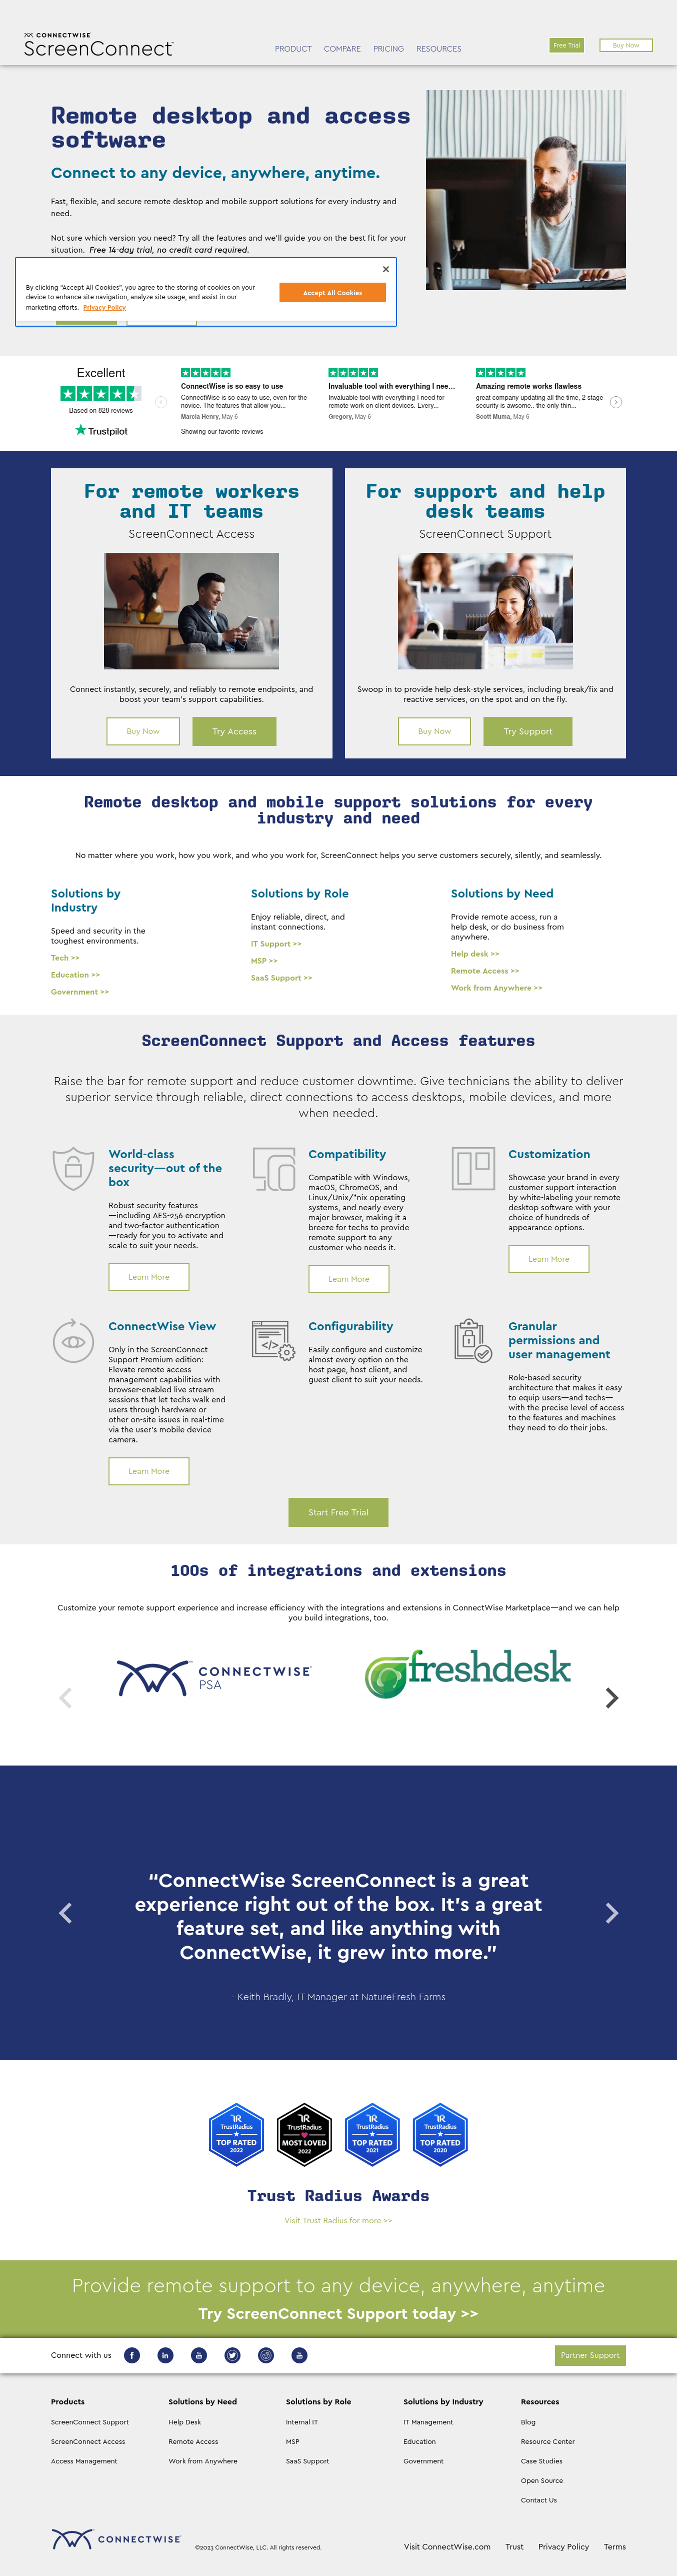 CONNECTWISE
ScreenConnect™
PRODUCT COMPARE PRICING RESOURCES
Free Trial
Buy Now
Remote desktop and access
software
Connect to any device, anywhere, anytime.
Fast, flexible, and secure remote desktop and mobile support solutions for every industry and
need.
Not sure which version you need? Try all the features and we'll guide you on the best fit for your
situation. Free 14-day trial, no credit card required.
By clicking “Accept All Cookies”, you agree to the storing of cookies on your
device to enhance site navigation, analyze site usage, and assist in our
marketing efforts. Privacy Policy
Accept All Cookies
Excellent
Based on 828 reviews
Trustpilot
ConnectWise is so easy to use
ConnectWise is so easy to use, even for the
novice. The features that allow you...
Marcia Henry, May 6
Invaluable tool with everything I nee...
Invaluable tool with everything I need for
remote work on client devices. Every...
Gregory, May 6
Amazing remote works flawless
great company updating all the time, 2 stage
security is awsome.. the only thin...
Scott Muma, May 6
Showing our favorite reviews
For remote workers
and IT teams
ScreenConnect Access
Connect instantly, securely, and reliably to remote endpoints, and
boost your team's support capabilities.
Buy Now
Try Access
For support and help
desk teams
ScreenConnect Support
Swoop in to provide help desk-style services, including break/fix and
reactive services, on the spot and on the fly.
Buy Now
Try Support
Remote desktop and mobile support solutions for every
industry and need
No matter where you work, how you work, and who you work for, ScreenConnect helps you serve customers securely, silently, and seamlessly.
Solutions by
Industry
Speed and security in the
toughest environments.
Tech >>
Education >>
Government >>
Solutions by Role
Enjoy reliable, direct, and
instant connections.
IT Support >>
MSP >>
SaaS Support >>
Solutions by Need
Provide remote access, run a
help desk, or do business from
anywhere.
Help desk >>
Remote Access >>
Work from Anywhere >>
ScreenConnect Support and Access features
Raise the bar for remote support and reduce customer downtime. Give technicians the ability to deliver
superior service through reliable, direct connections to access desktops, mobile devices, and more
when needed.
World-class
security—out of the
box
Robust security features
—including AES-256 encryption
and two-factor authentication
—ready for you to activate and
scale to suit your needs.
Learn More
Compatibility
Compatible with Windows,
macOS, ChromeOS, and
Linux/Unix/*nix operating
systems, and nearly every
major browser, making it a
breeze for techs to provide
remote support to any
customer who needs it.
Learn More
Customization
Showcase your brand in every
customer support interaction
by white-labeling your remote
desktop software with your
choice of hundreds of
appearance options.
Learn More
ConnectWise View
Only in the ScreenConnect
Support Premium edition:
Elevate remote access
management capabilities with
browser-enabled live stream
sessions that let techs walk end
users through hardware or
other on-site issues in real-time
via the user's mobile device
camera.
Learn More
Configurability
Easily configure and customize
almost every option on the
host page, host client, and
guest client to suit your needs.
Granular
permissions and
user management
Role-based security
architecture that makes it easy
to equip users—and techs—
with the precise level of access
to the features and machines
they need to do their jobs.
Start Free Trial
100s of integrations and extensions
Customize your remote support experience and increase efficiency with the integrations and extensions in ConnectWise Marketplace—and we can help
you build integrations, too.
CONNECTWISE
PSA
freshdesk
“ConnectWise ScreenConnect is a great
experience right out of the box. It's a great
feature set, and like anything with
ConnectWise, it grew into more.”
- Keith Bradly, IT Manager at NatureFresh Farms
TrustRadius
TOP RATED
2022
TrustRadius
MOST LOVED
2022
TrustRadius
TOP RATED
2021
TrustRadius
TOP RATED
2020
Trust Radius Awards
Visit Trust Radius for more >>
Provide remote support to any device, anywhere, anytime
Try ScreenConnect Support today >>
Connect with us
Partner Support
Products
ScreenConnect Support
ScreenConnect Access
Access Management
Solutions by Need
Help Desk
Remote Access
Work from Anywhere
Solutions by Role
Internal IT
MSP
SaaS Support
Solutions by Industry
IT Management
Education
Government
Resources
Blog
Resource Center
Case Studies
Open Source
Contact Us
CONNECTWISE
©2023 ConnectWise, LLC. All rights reserved.
Visit ConnectWise.com Trust Privacy Policy Terms